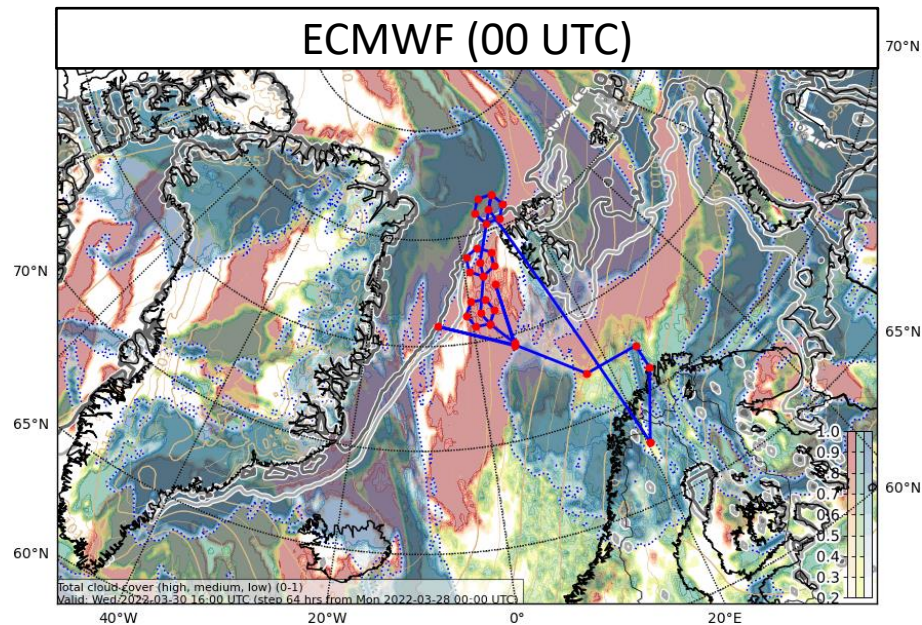 ECMWF (00 UTC)
70°N
70°N
65°N
65°N
60°N
60°N
1.0
0.9
0.8
0.7
0.6
0.5
0.4
0.3
0.2
Total cloud cover (high, medium, low) (0-1)
Valid: Wed 2022-03-30 16:00 UTC (step 64 hrs from Mon 2022-03-28 00:00 UTC)
40°W
20°W
0°
20°E